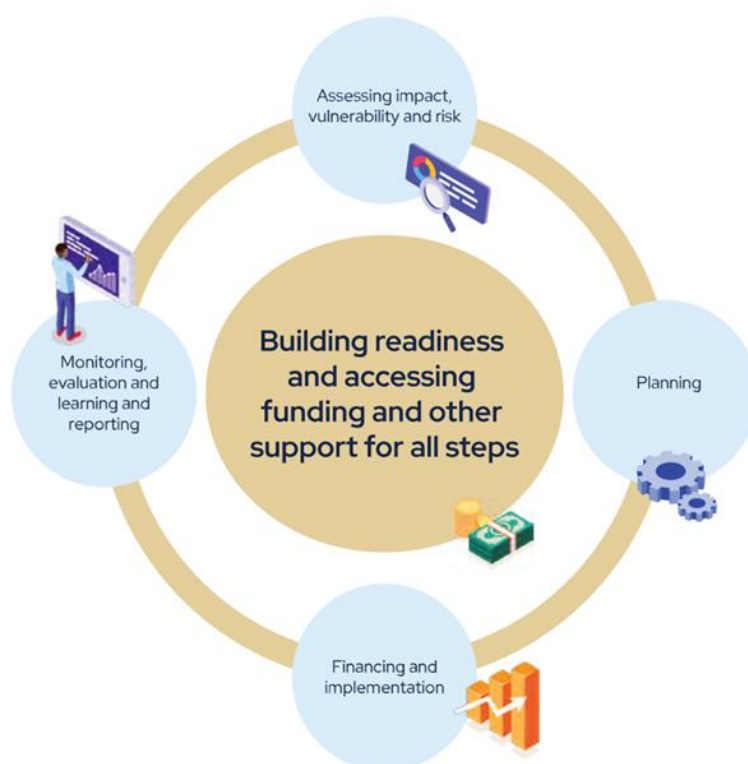 Assessing impact,
vulnerability and risk
Building readiness
and accessing
funding and other
support for all steps
Planning
Monitoring,
evaluation and
learning and
reporting
Financing and
implementation